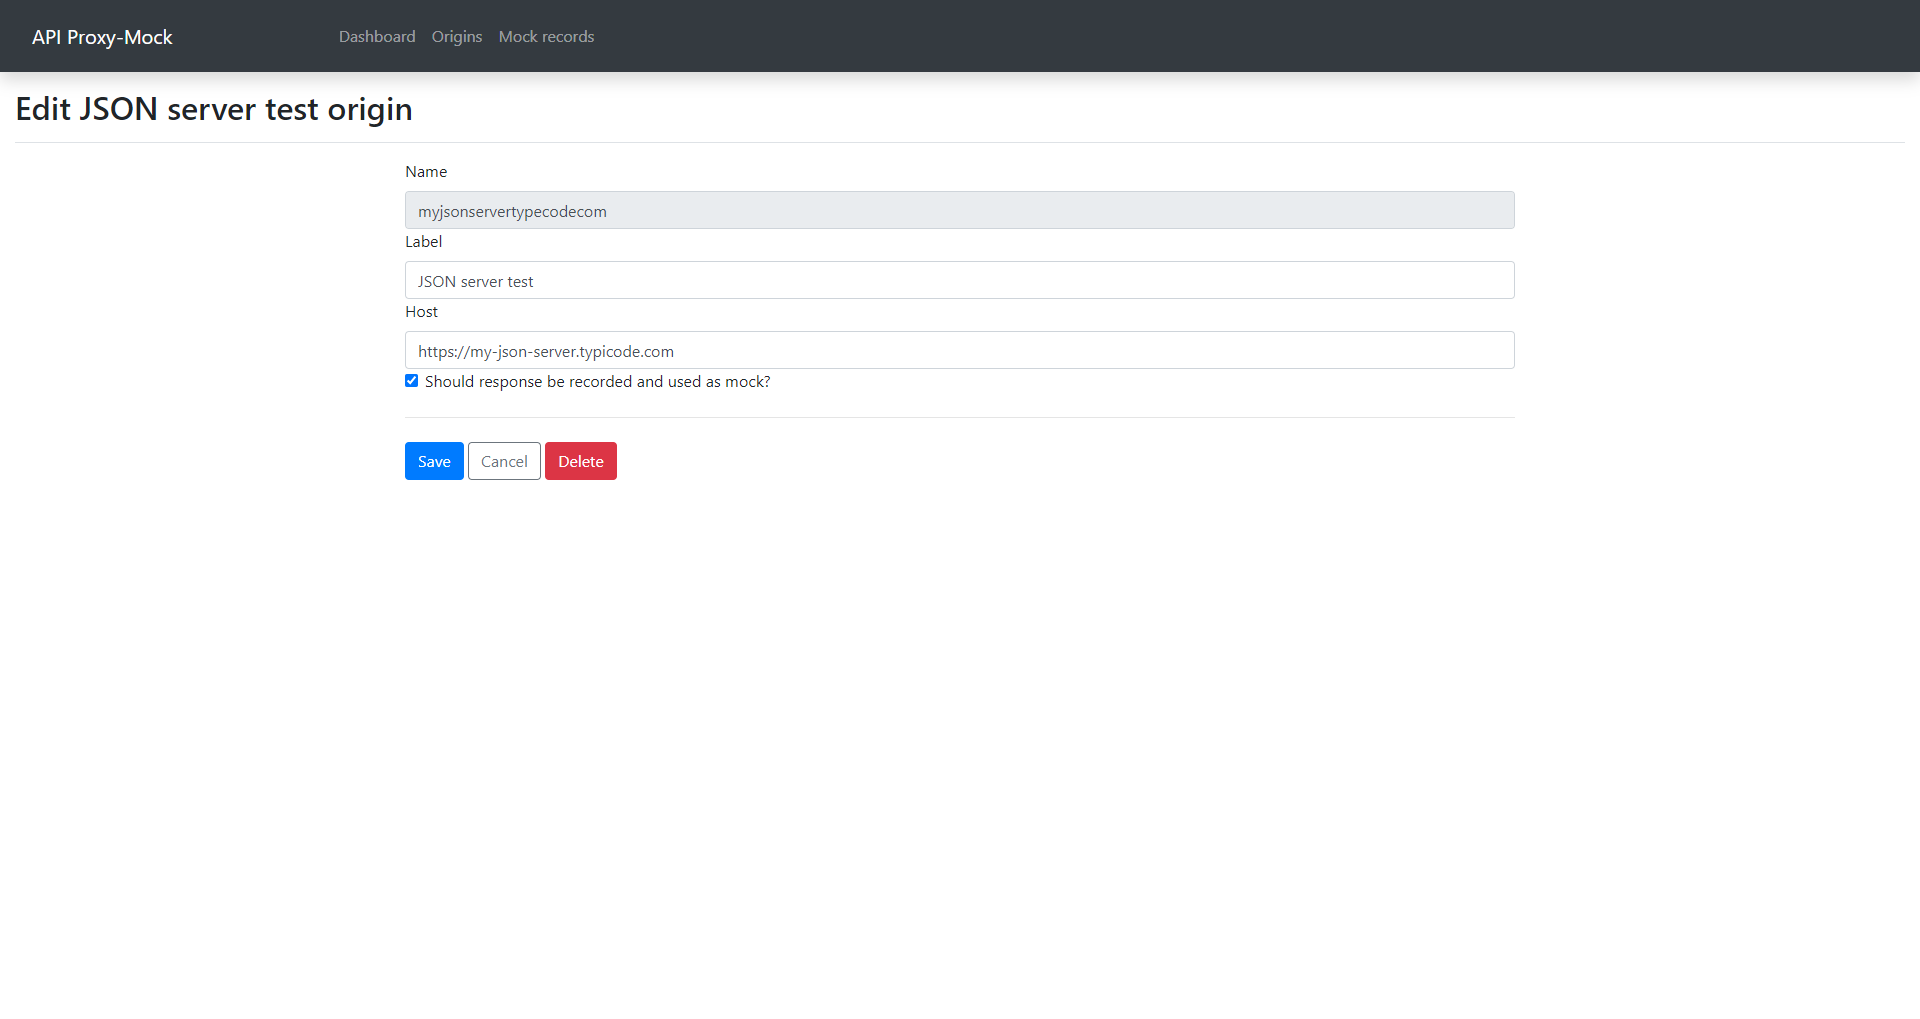 API Proxy-Mock Dashboard Origins Mock records
Edit JSON server test origin
Name
myjsonservertypecodecom
Label
JSON server test
Host
https://my-json-server.typicode.com
Should response be recorded and used as mock?
Save Cancel Delete